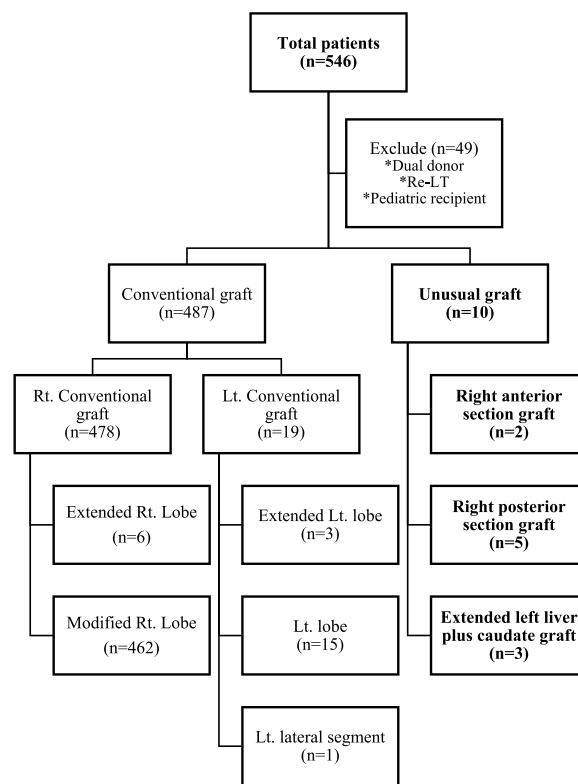 Total patients
(n=546)
Exclude (n=49)
*Dual donor
*Re-LT
*Pediatric recipient
Conventional graft
(n=487)
Unusual graft
(n=10)
Rt. Conventional
graft
(n=478)
Lt. Conventional
graft
(n=19)
Right anterior
section graft
(n=2)
Extended Rt. Lobe
(n=6)
Extended Lt. lobe
(n=3)
Right posterior
section graft
(n=5)
Modified Rt. Lobe
(n=462)
Lt. lobe
(n=15)
Extended left liver
plus caudate graft
(n=3)
Lt. lateral segment
(n=1)